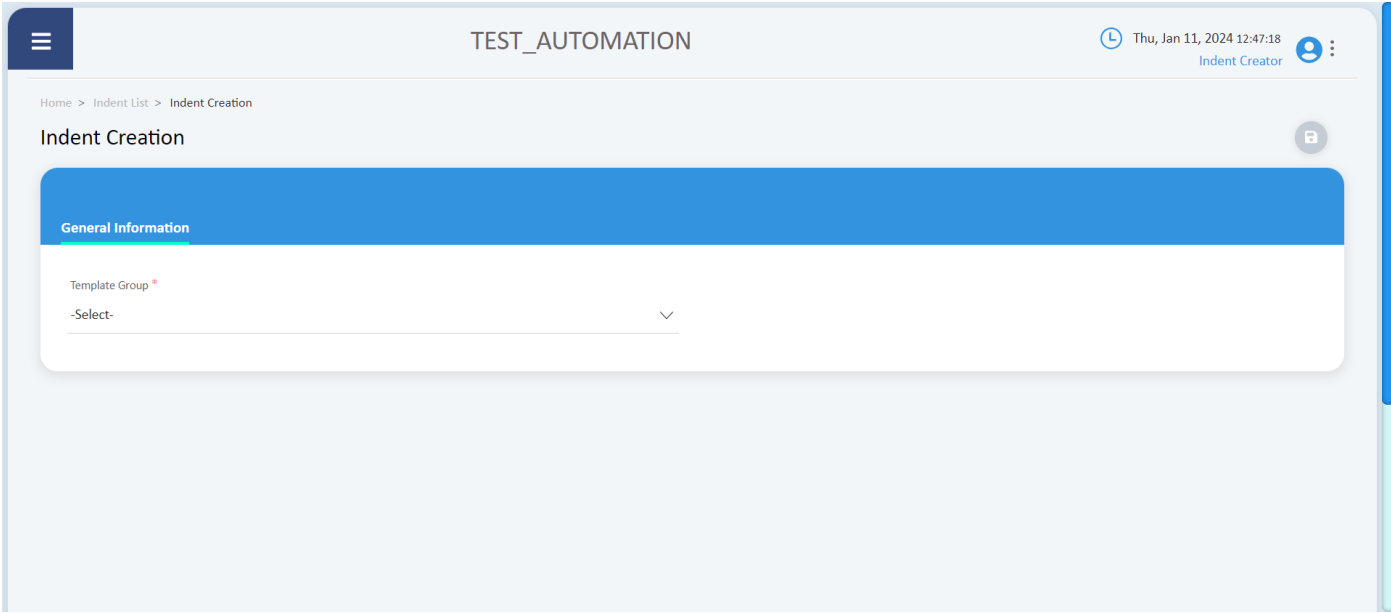 TEST_AUTOMATION
Thu, Jan 11, 2024 12:47:18
Indent Creator
Home > Indent List > Indent Creation
Indent Creation
General Information
Template Group *
-Select-